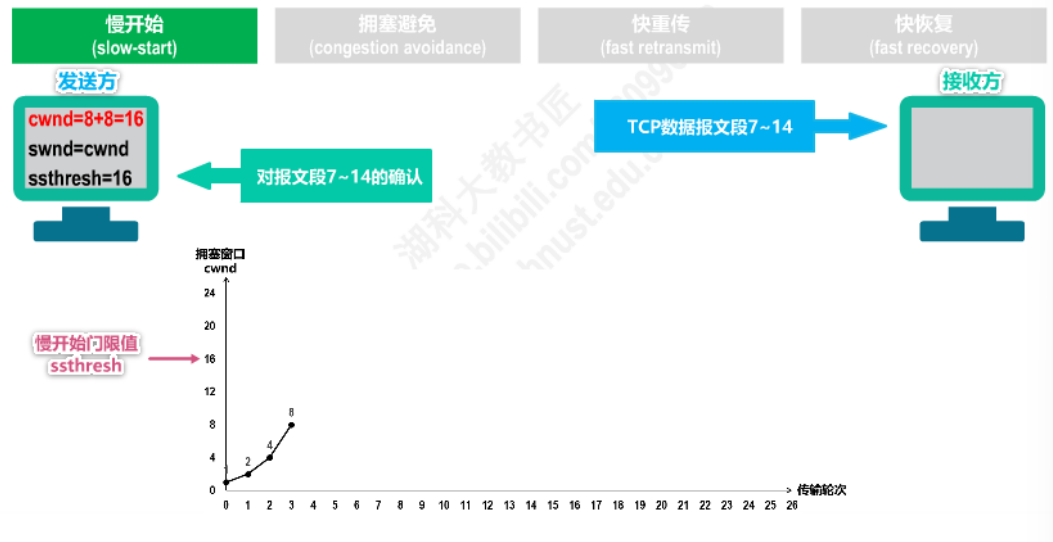 慢开始
(slow-start)
拥塞避免
(congestion avoidance)
快重传
(fast retransmit)
快恢复
(fast recovery)
发送方
接收方
cwnd=8+8=16
swnd=cwnd
ssthresh=16
TCP数据报文段7~14
对报文段7~14的确认
湖科大教书匠
拥塞窗口
cwnd
24
20
16
12
8
4
0
慢开始门限值
ssthresh
1
2
4
8
0 1 2 3 4 5 6 7 8 9 10 11 12 13 14 15 16 17 18 19 20 21 22 23 24 25 26
传输轮次